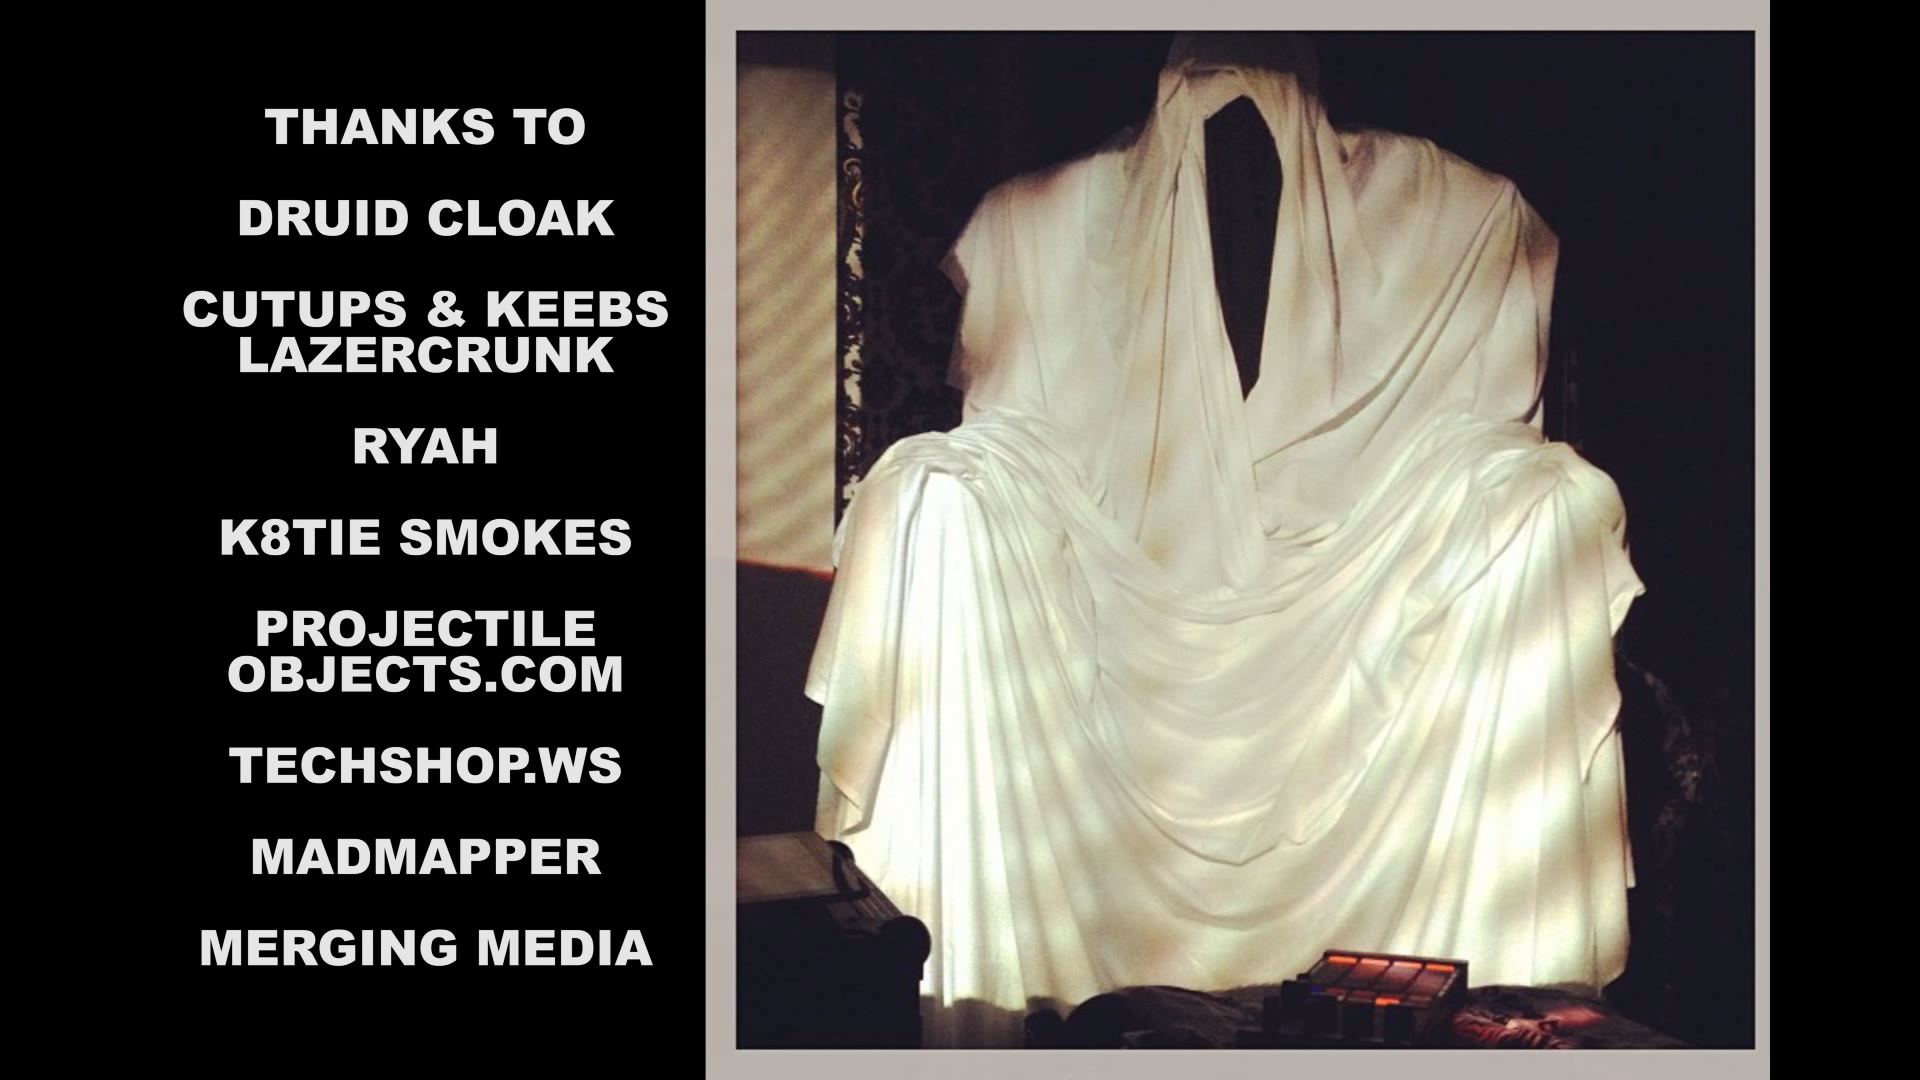 THANKS TO
DRUID CLOAK
CUTUPS & KEEBS
LAZERCRUNK
RYAH
K8TIE SMOKES
PROJECTILE
OBJECTS.COM
TECHSHOP.WS
MADMAPPER
MERGING MEDIA